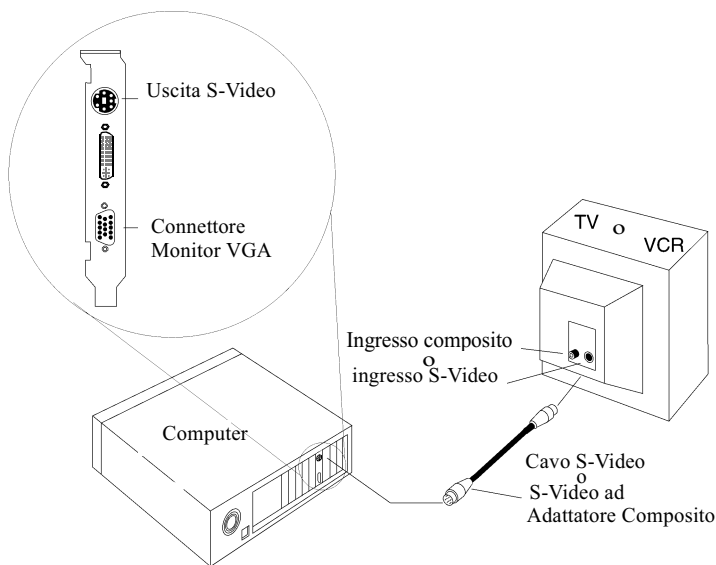 Uscita S-Video
Connettore
Monitor VGA
TV o
VCR
Ingresso composito
o
ingresso S-Video
Computer
Cavo S-Video
o
S-Video ad
Adattatore Composito